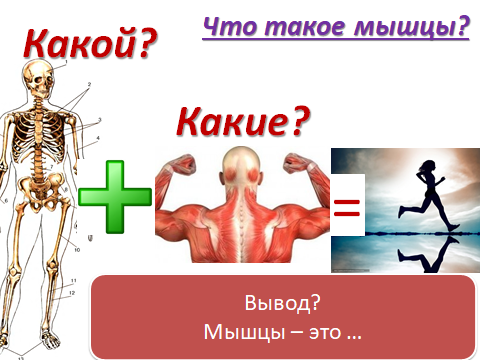 Что такое мышцы?
Какой?
Какие?
=
Вывод?
Мышцы – это ...